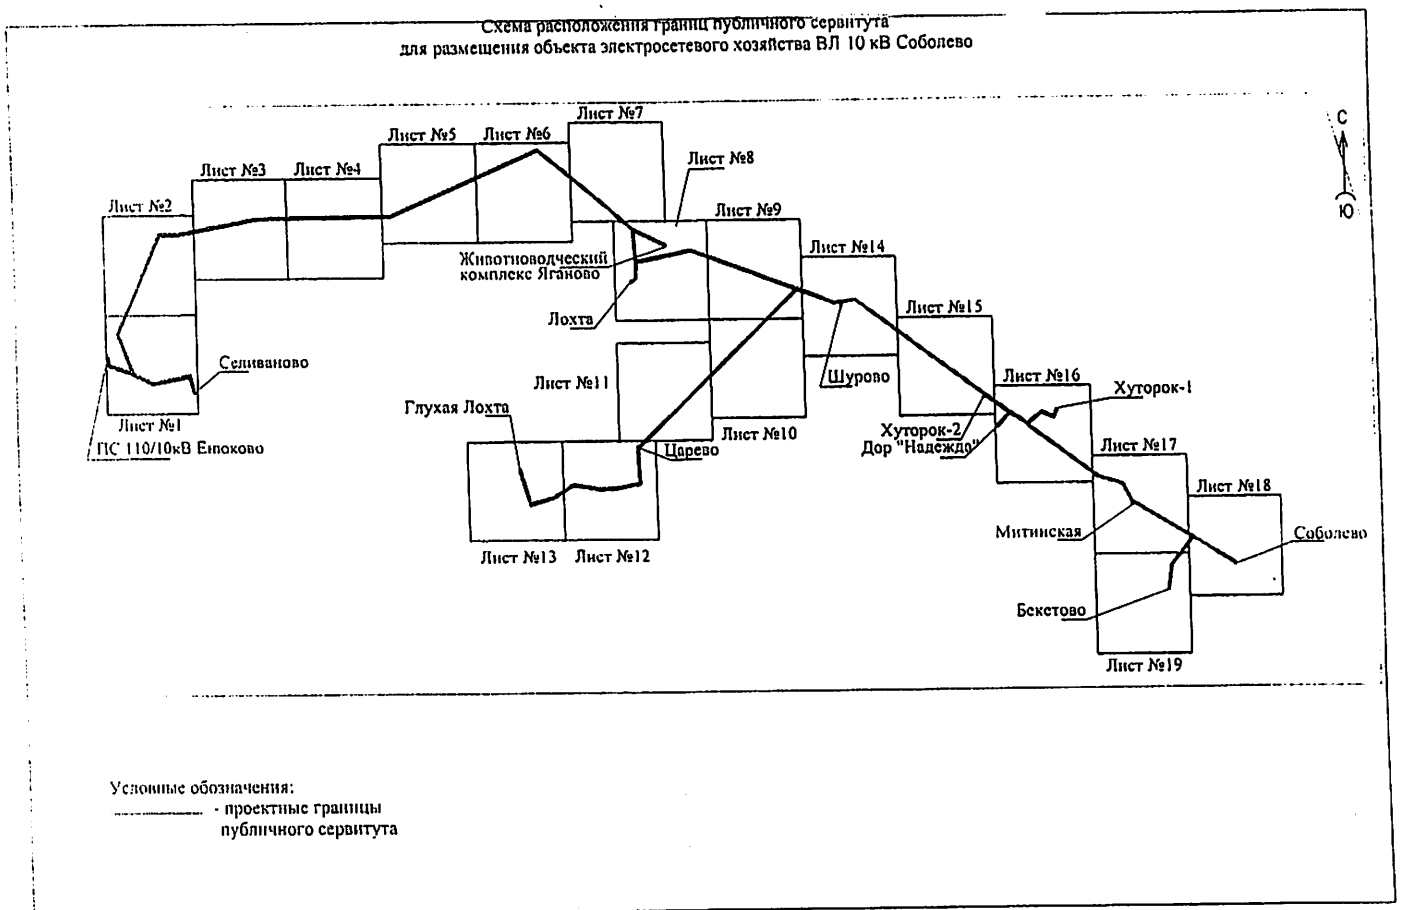 Схема расположения границ публичного сервитута
для размещения объекта электросетевого хозяйства ВЛ 10 кВ Соболево
Лист №7
Лист №5
Лист №6
С
Лист №3
Лист №4
Лист №8
Лист №2
Лист №9
Ю
Животноводческий
комплекс Яганово
Лист №14
Лохта
Лист №15
Селиваново
Лист №11
Шурово
Лист №16
Хуторок-1
Глухая Лохта
Лист №1
Лист №10
Хуторок-2
Дор "Надежда"
ПС 110/10кВ Енюково
Царево
Лист №17
Лист №18
Митинская
Соболево
Лист №13
Лист №12
Бекетово
Лист №19
Условные обозначения:
- проектные границы
публичного сервитута